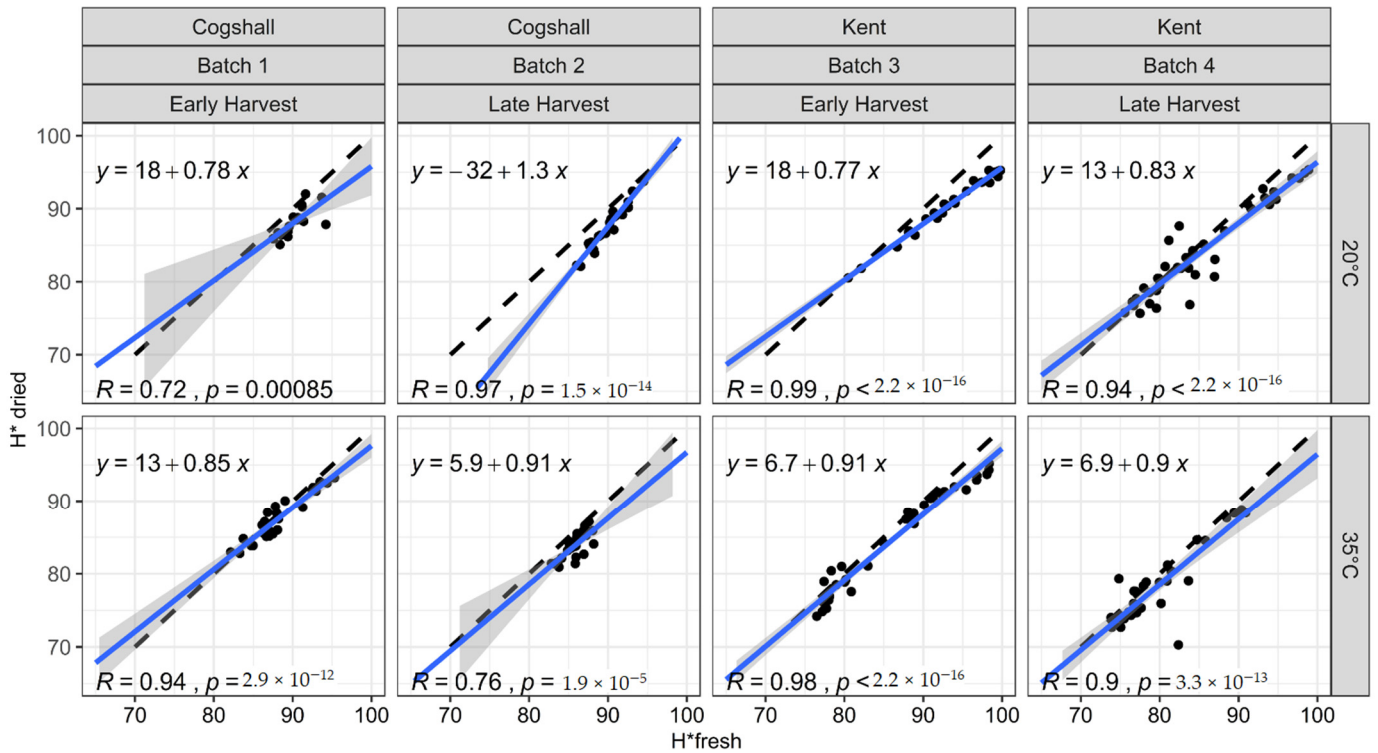 Cogshall Cogshall Kent Kent
Batch 1 Batch 2 Batch 3 Batch 4
Early Harvest Late Harvest Early Harvest Late Harvest
100
y = 18 + 0.78 x y = −32 + 1.3 x y = 18 + 0.77 x y = 13 + 0.83 x
90
80
20°C
70
R = 0.72 , p = 0.00085 R = 0.97 , p = 1.5 × 10⁻¹⁴ R = 0.99 , p < 2.2 × 10⁻¹⁶ R = 0.94 , p < 2.2 × 10⁻¹⁶
H* dried
100
y = 13 + 0.85 x y = 5.9 + 0.91 x y = 6.7 + 0.91 x y = 6.9 + 0.9 x
90
80
35°C
70
R = 0.94 , p = 2.9 × 10⁻¹² R = 0.76 , p = 1.9 × 10⁻⁵ R = 0.98 , p < 2.2 × 10⁻¹⁶ R = 0.9 , p = 3.3 × 10⁻¹³
70 80 90 100 70 80 90 100 70 80 90 100 70 80 90 100
H*fresh